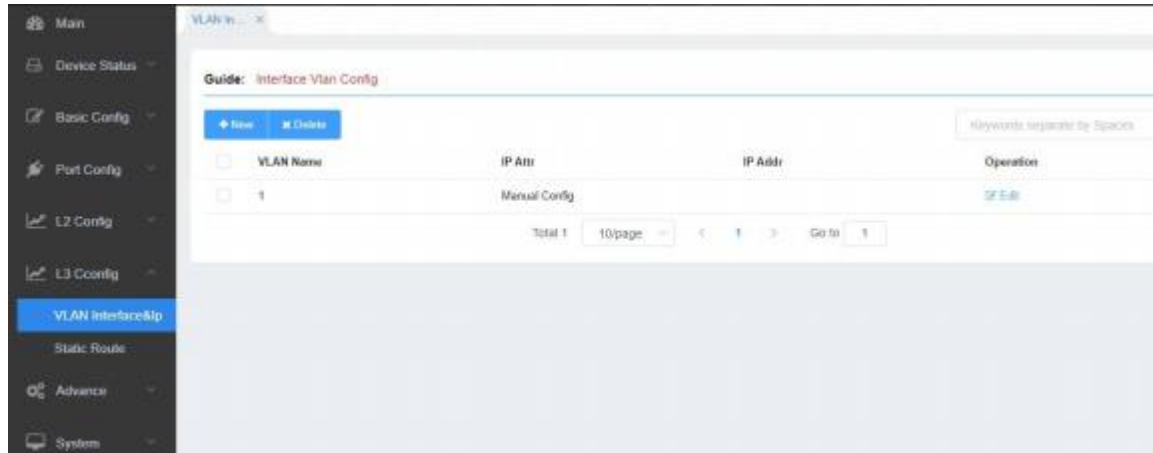 Main
VLAN In... ×
Device Status
Guide: Interface Vlan Config
Basic Config
New Delete
Keywords separate by Spaces
VLAN Name IP Attr IP Addr Operation
Port Config
1 Manual Config Edit
L2 Config
Total 1 10/page < 1 > Go to 1
L3 Cconfig
VLAN Interface&Ip
Static Route
Advance
System